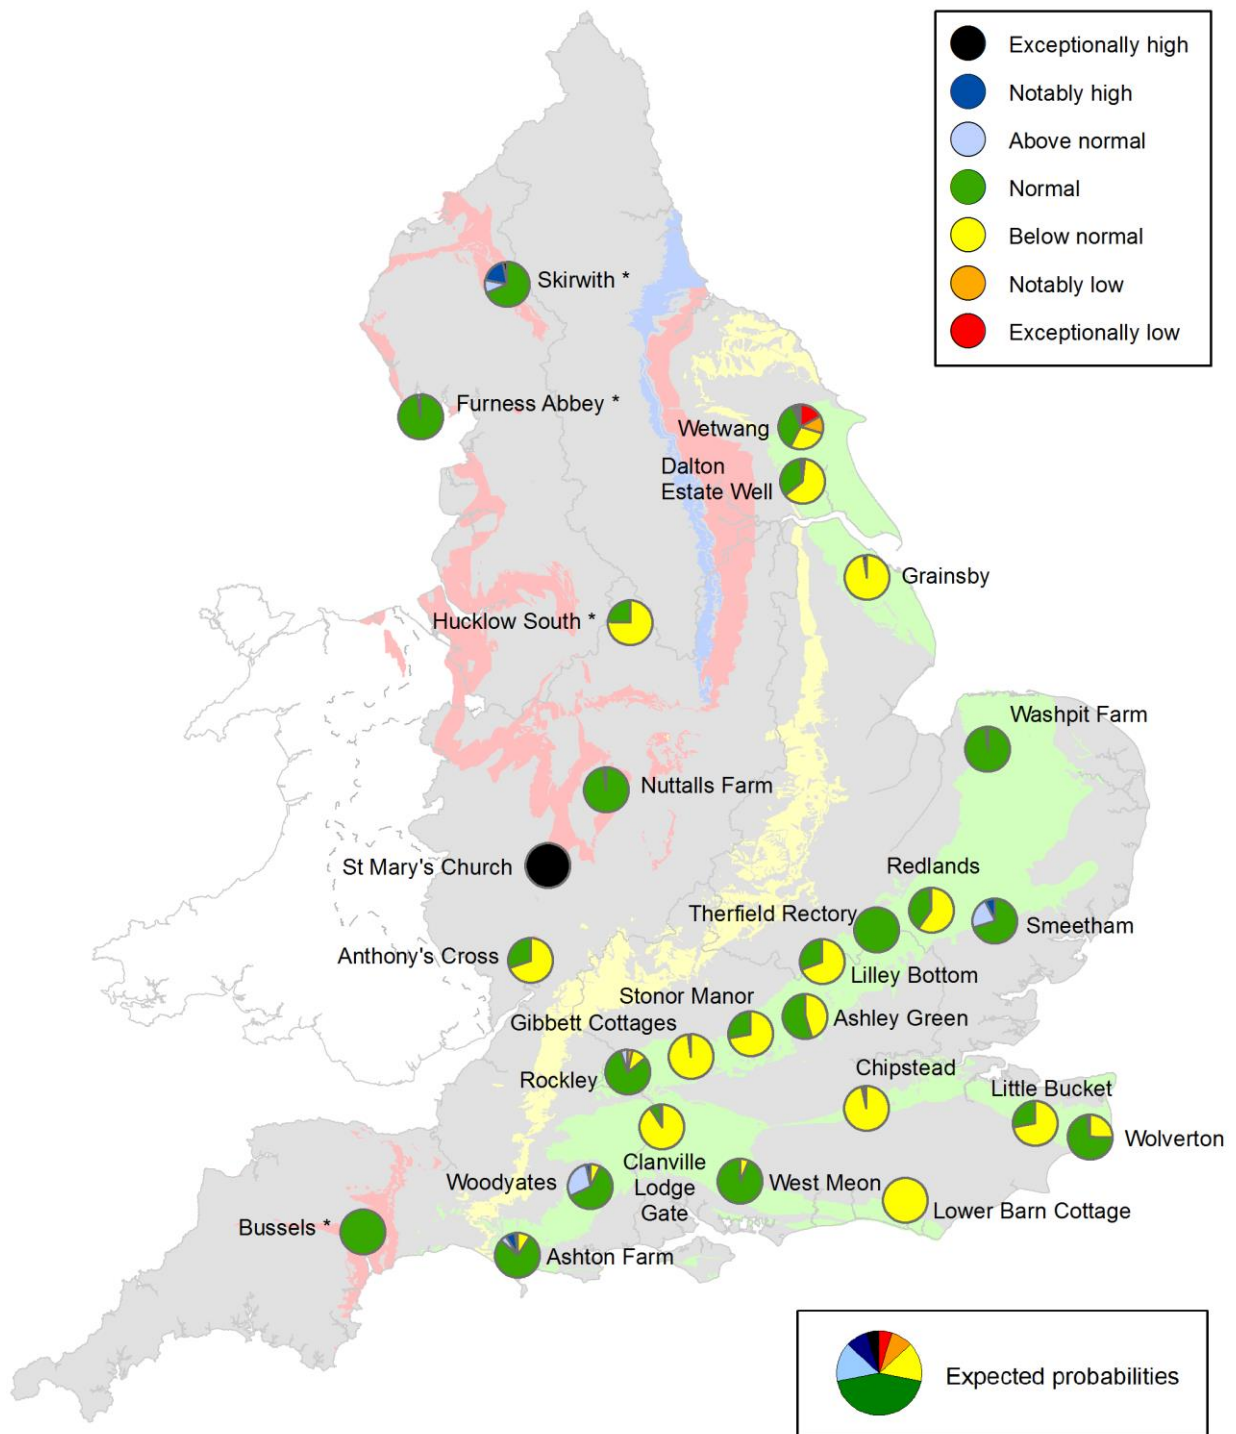 Exceptionally high
Notably high
Above normal
Normal
Below normal
Notably low
Exceptionally low
Skirwith *
Furness Abbey *
Wetwang
Dalton
Estate Well
Grainsby
Hucklow South *
Washpit Farm
Nuttalls Farm
St Mary's Church
Redlands
Therfield Rectory
Smeetham
Anthony's Cross
Lilley Bottom
Stonor Manor
Ashley Green
Gibbett Cottages
Rockley
Chipstead
Little Bucket
Wolverton
Clanville
Lodge
Gate
Woodyates
West Meon
Lower Barn Cottage
Bussels *
Ashton Farm
Expected probabilities